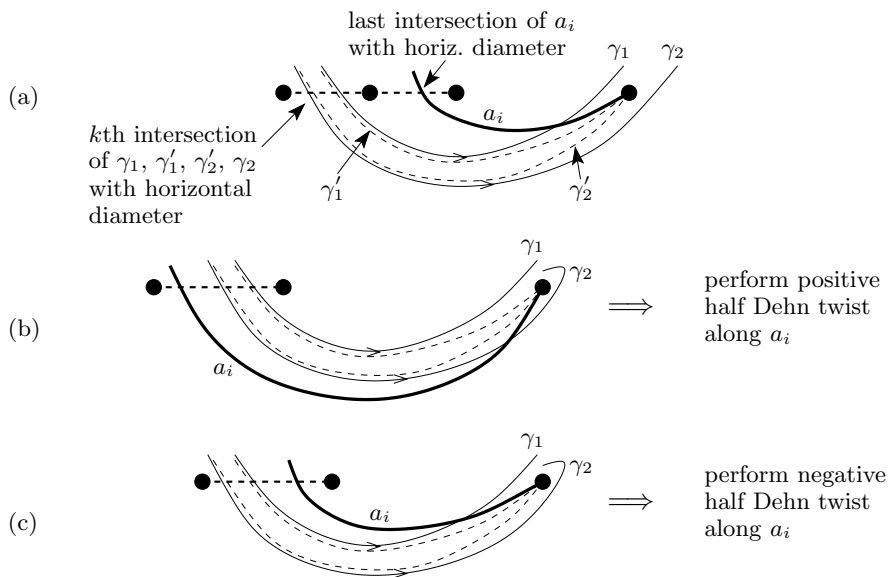 last intersection of $a_i$
with horiz. diameter
$\gamma_1$ $\gamma_2$
(a)
$a_i$
$k$th intersection
of $\gamma_1$, $\gamma_1'$, $\gamma_2'$, $\gamma_2$
with horizontal
diameter
$\gamma_1'$ $\gamma_2'$
$\gamma_1$
$\gamma_2$
(b)
$a_i$
⟹
perform positive
half Dehn twist
along $a_i$
$\gamma_1$
$\gamma_2$
(c)
$a_i$
⟹
perform negative
half Dehn twist
along $a_i$